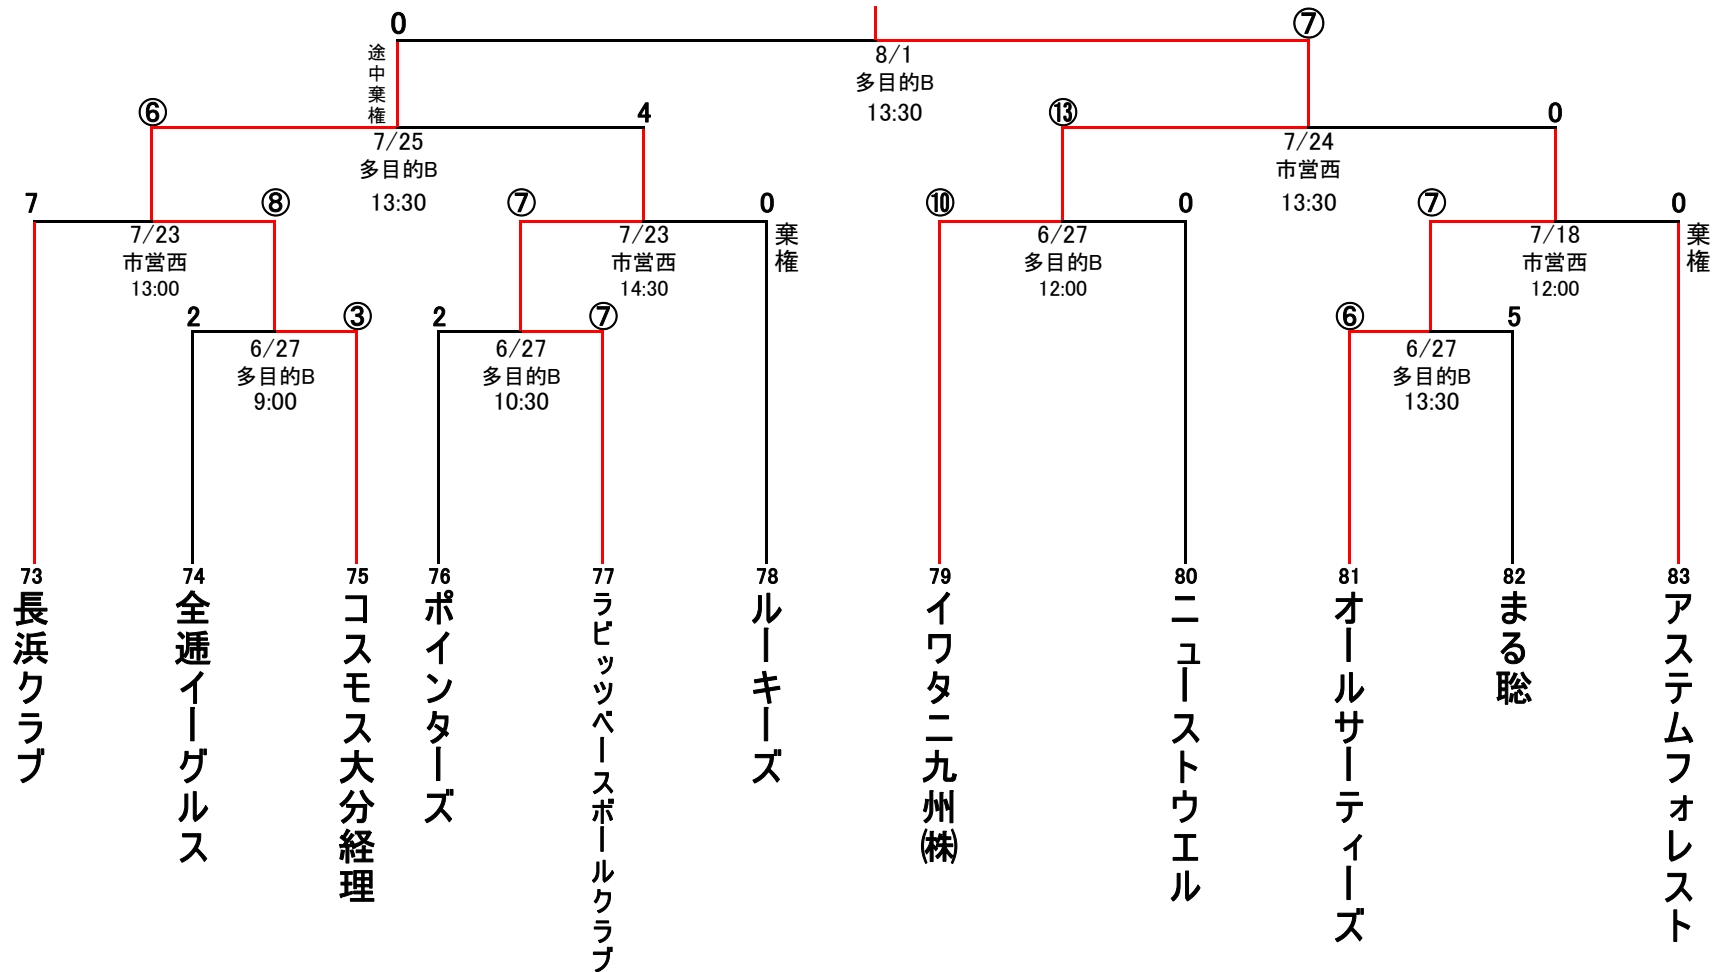 0
⑦
途中棄権
8/1
多目的B
13:30
⑥
4
⑬
0
7/25
多目的B
13:30
7/24
市営西
13:30
7
⑧
⑦
0
棄権
⑩
0
⑦
0
棄権
7/23
市営西
13:00
7/23
市営西
14:30
6/27
多目的B
12:00
7/18
市営西
12:00
2
③
2
⑦
⑥
5
6/27
多目的B
9:00
6/27
多目的B
10:30
6/27
多目的B
13:30
73
長浜クラブ
74
全逓イーグルス
75
コスモス大分経理
76
ポインターズ
77
ラビッツベースボールクラブ
78
ルーキーズ
79
イワタニ九州㈱
80
ニューストウエル
81
オールサーティーズ
82
まる聡
83
アステムフォレスト